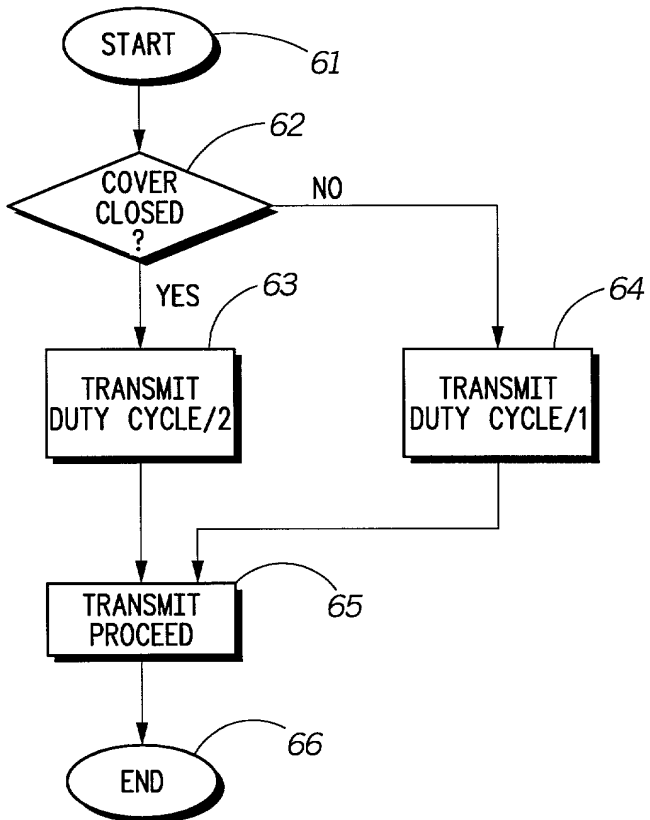 START
61
62
COVER
CLOSED
?
NO
YES
63
64
TRANSMIT
DUTY CYCLE/2
TRANSMIT
DUTY CYCLE/1
TRANSMIT
PROCEED
65
END
66